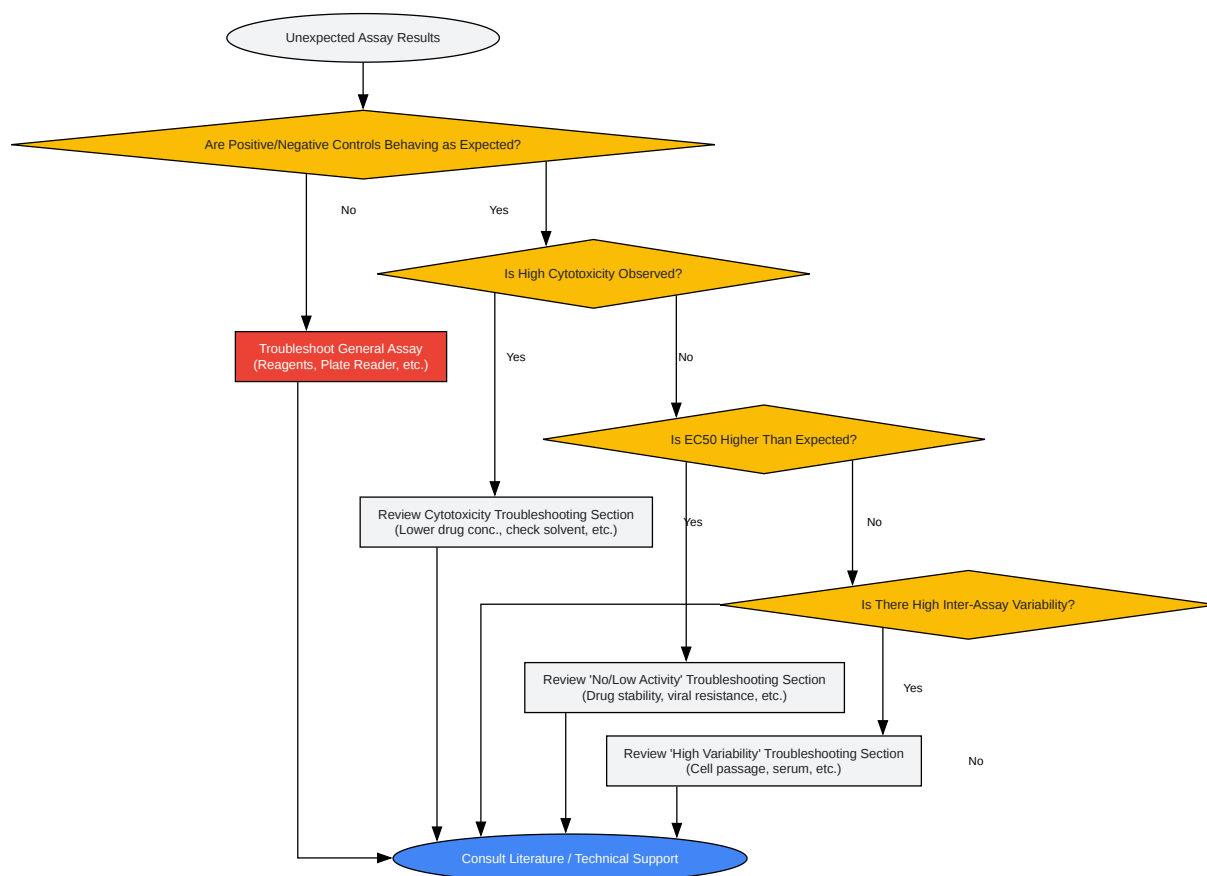 Unexpected Assay Results
Are Positive/Negative Controls Behaving as Expected?
No
Yes
Is High Cytotoxicity Observed?
Troubleshoot General Assay
(Reagents, Plate Reader, etc.)
Yes
No
Is EC50 Higher Than Expected?
Review Cytotoxicity Troubleshooting Section
(Lower drug conc., check solvent, etc.)
Yes
No
Is There High Inter-Assay Variability?
Review 'No/Low Activity' Troubleshooting Section
(Drug stability, viral resistance, etc.)
Yes
Review 'High Variability' Troubleshooting Section
(Cell passage, serum, etc.)
No
Consult Literature / Technical Support